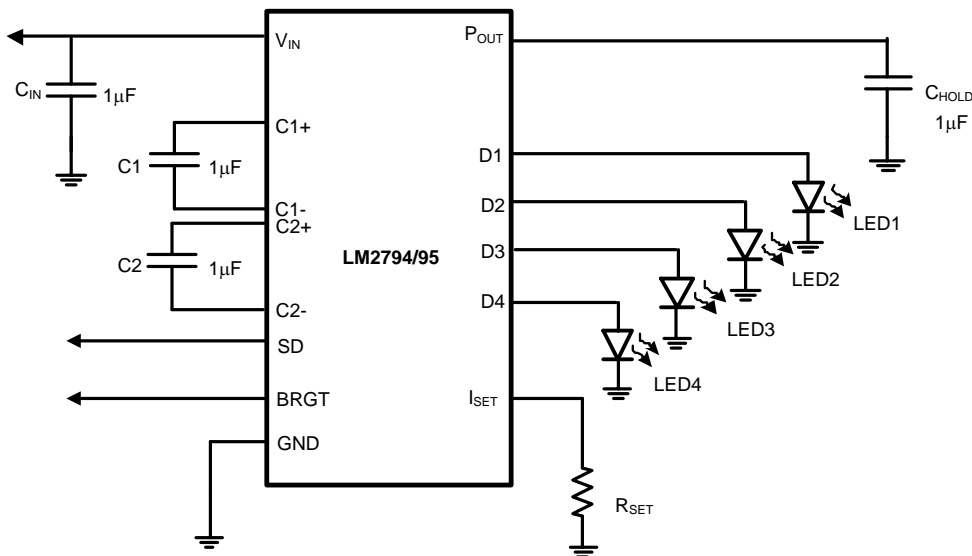 V_IN
P_OUT
C_IN
1µF
C_HOLD
1µF
C1+
C1
1µF
D1
C1-
C2+
D2
LED1
LM2794/95
C2
1µF
D3
LED2
D4
C2-
LED3
SD
LED4
BRGT
I_SET
GND
R_SET